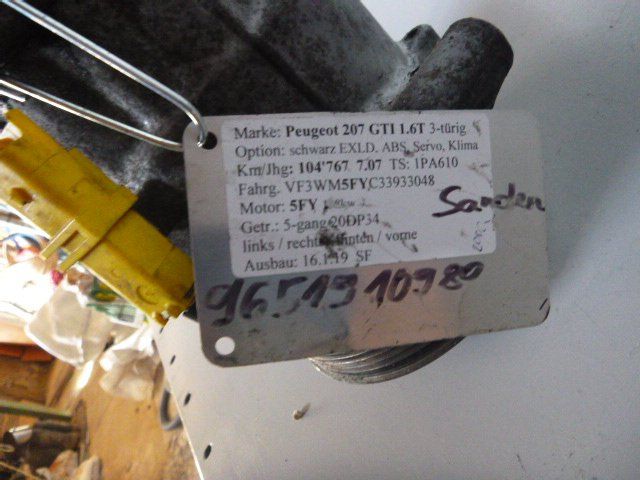 Marke: Peugeot 207 GTI 1.6T 3-türig
Option: schwarz EXLD. ABS, Servo, Klima
Km/Jhg: 104'767 7.07 TS: 1PA610
Fahrg. VF3WM5FYC33933048
Motor: 5FY
Getr.: 5-gang 20DP34
links / rechts / hinten / vorne
Ausbau: 16.1.19 SF
Sanden
9651910980